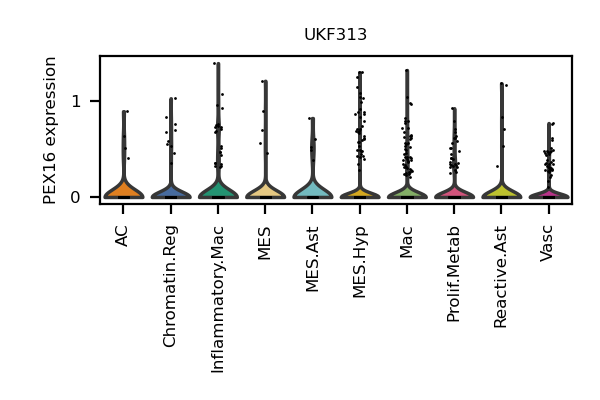 UKF313
PEX16 expression
1
0
AC
Chromatin.Reg
Inflammatory.Mac
MES
MES.Ast
MES.Hyp
Mac
Prolif.Metab
Reactive.Ast
Vasc